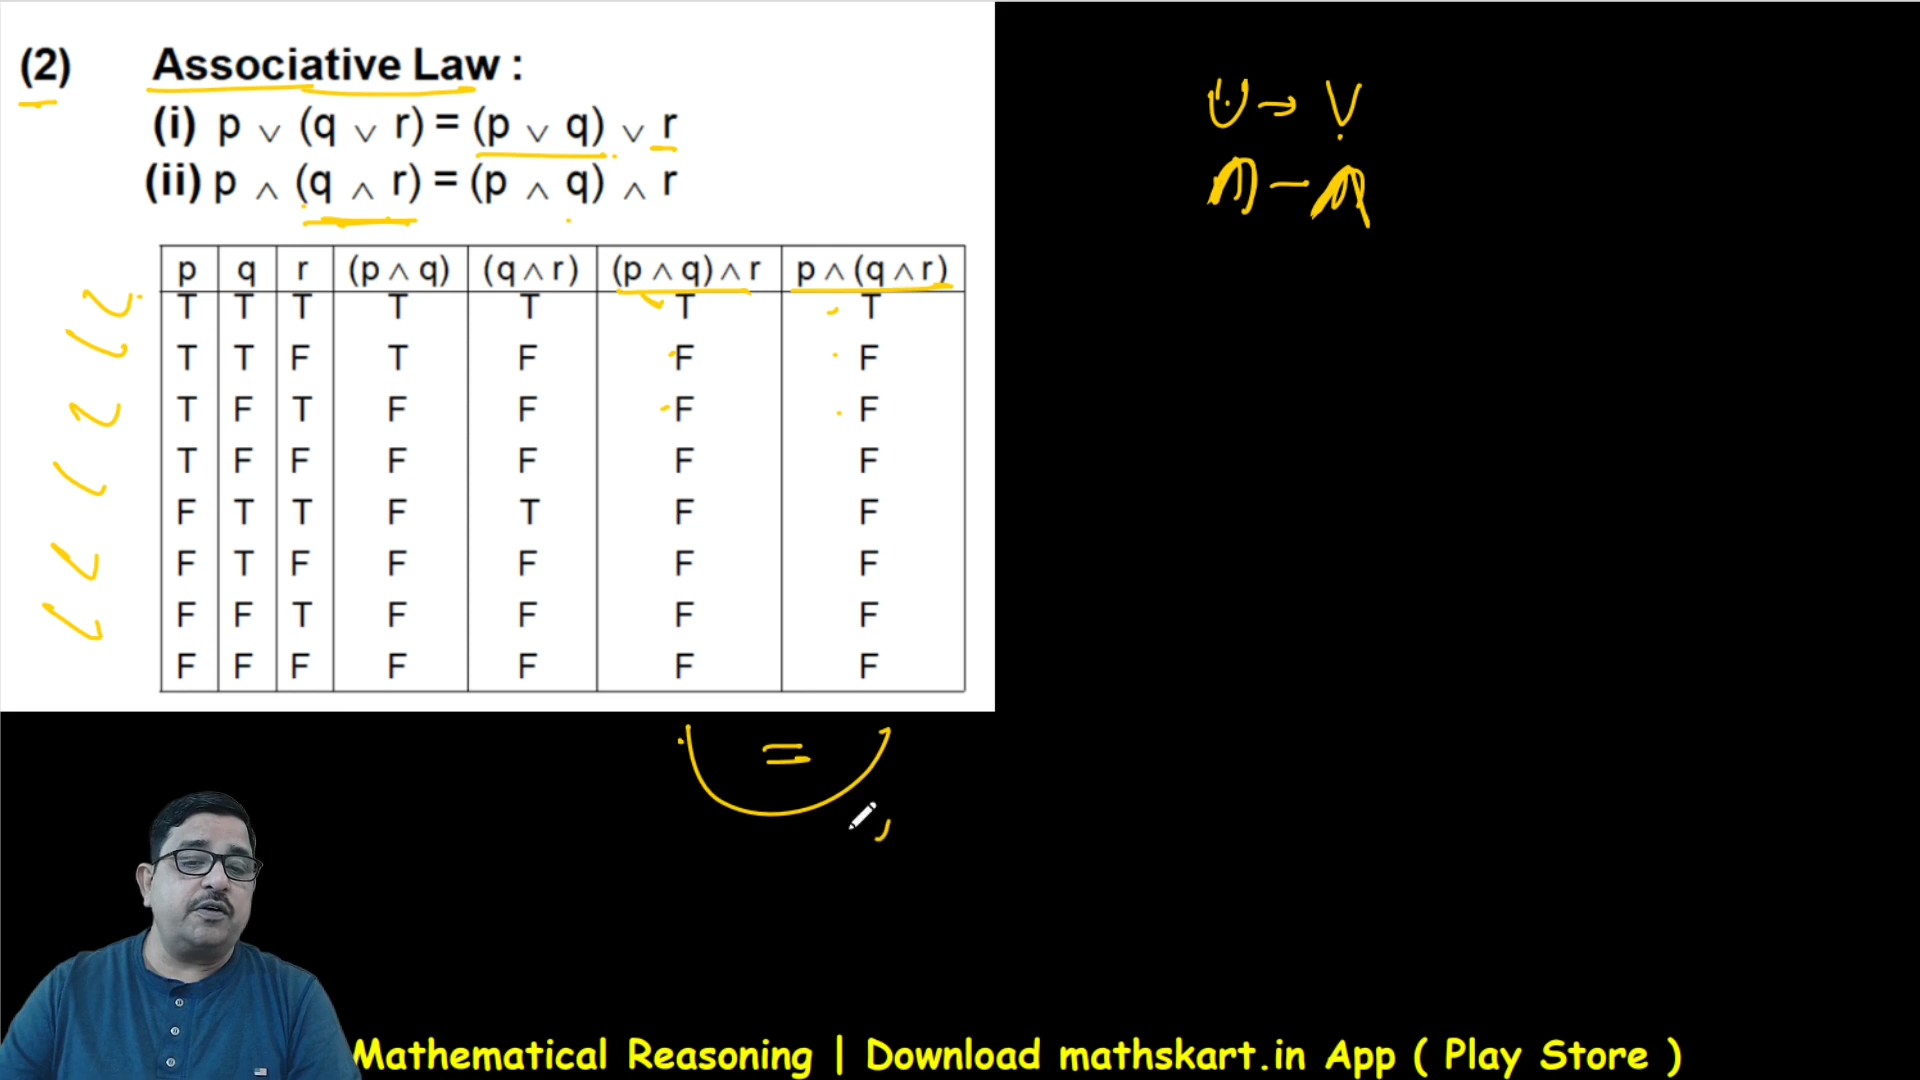 (2) Associative Law :
(i) p ∨ (q ∨ r) = (p ∨ q) ∨ r
(ii) p ∧ (q ∧ r) = (p ∧ q) ∧ r
p q r (p ∧ q) (q ∧ r) (p ∧ q) ∧ r p ∧ (q ∧ r)
T T T T T T T
T T F T F F F
T F T F F F F
T F F F F F F
F T T F T F F
F T F F F F F
F F T F F F F
F F F F F F F
=
∪ → ∨
∩ – ∧
Mathematical Reasoning | Download mathskart.in App ( Play Store )